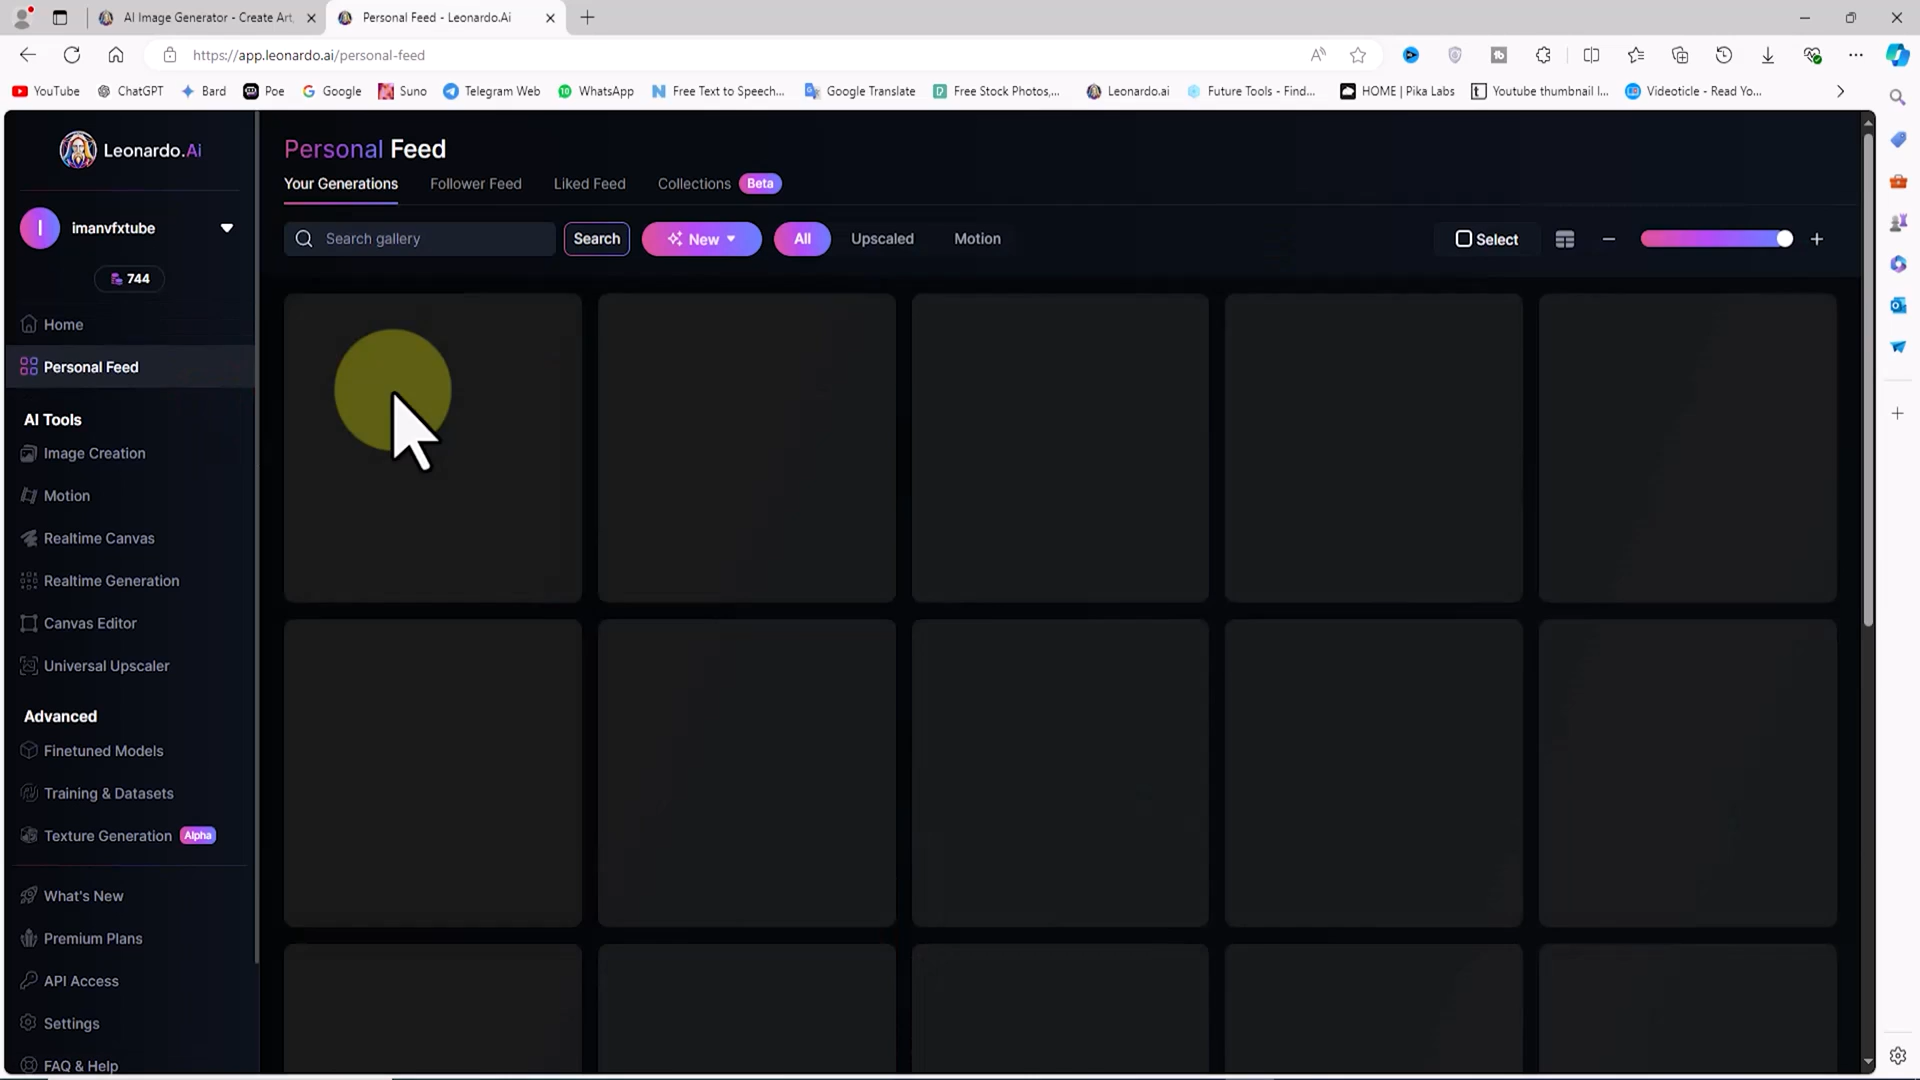 AI Image Generator - Create Art,
Personal Feed - Leonardo.Ai
https://app.leonardo.ai/personal-feed
YouTube
ChatGPT
Bard
Poe
Google
Suno
Telegram Web
WhatsApp
Free Text to Speech...
Google Translate
Free Stock Photos,...
Leonardo.ai
Future Tools - Find...
HOME | Pika Labs
Youtube thumbnail I...
Videoticle - Read Yo...
Leonardo.Ai
I imanvfxtube
744
Home
Personal Feed
AI Tools
Image Creation
Motion
Realtime Canvas
Realtime Generation
Canvas Editor
Universal Upscaler
Advanced
Finetuned Models
Training & Datasets
Texture Generation Alpha
What's New
Premium Plans
API Access
Settings
FAQ & Help
Personal Feed
Your Generations Follower Feed Liked Feed Collections Beta
Search gallery Search New All Upscaled Motion Select